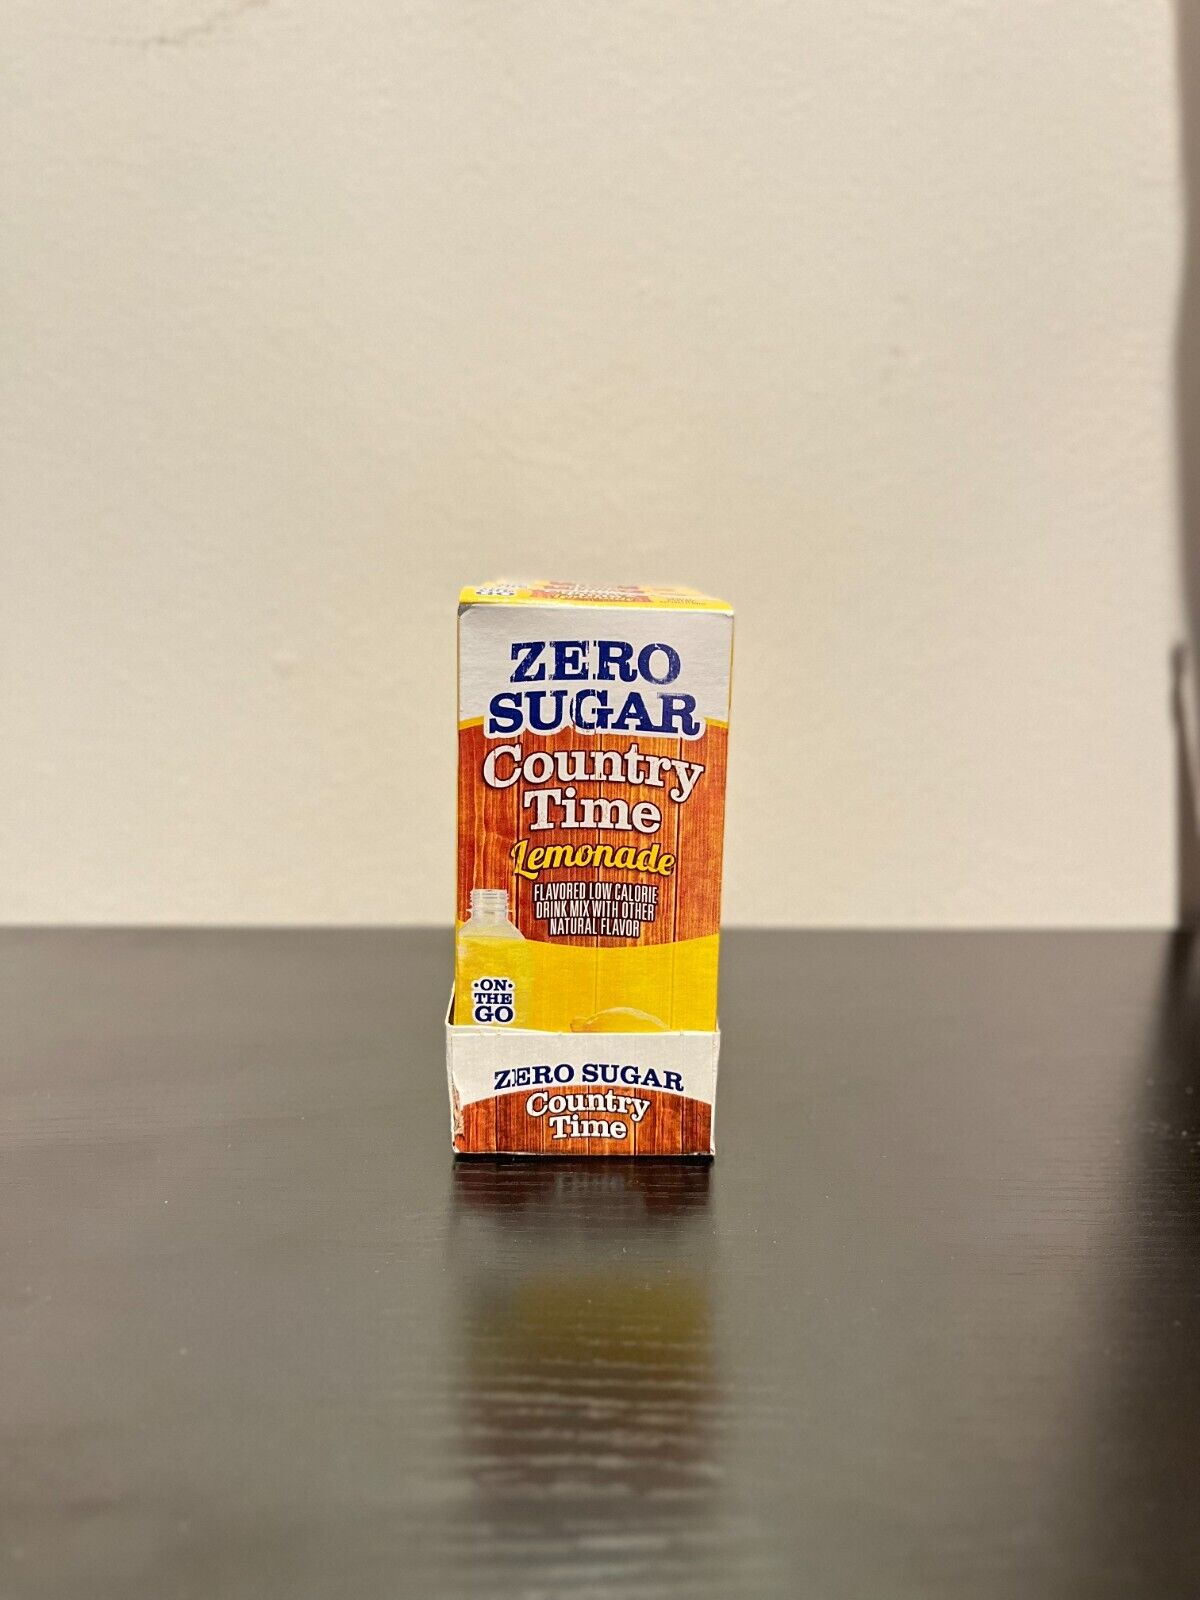 GO
ZERO
SUGAR
Country
Time
Lemonade
FLAVORED LOW CALORIE
DRINK MIX WITH OTHER
NATURAL FLAVOR
·ON·
THE
GO
ZERO SUGAR
Country
Time